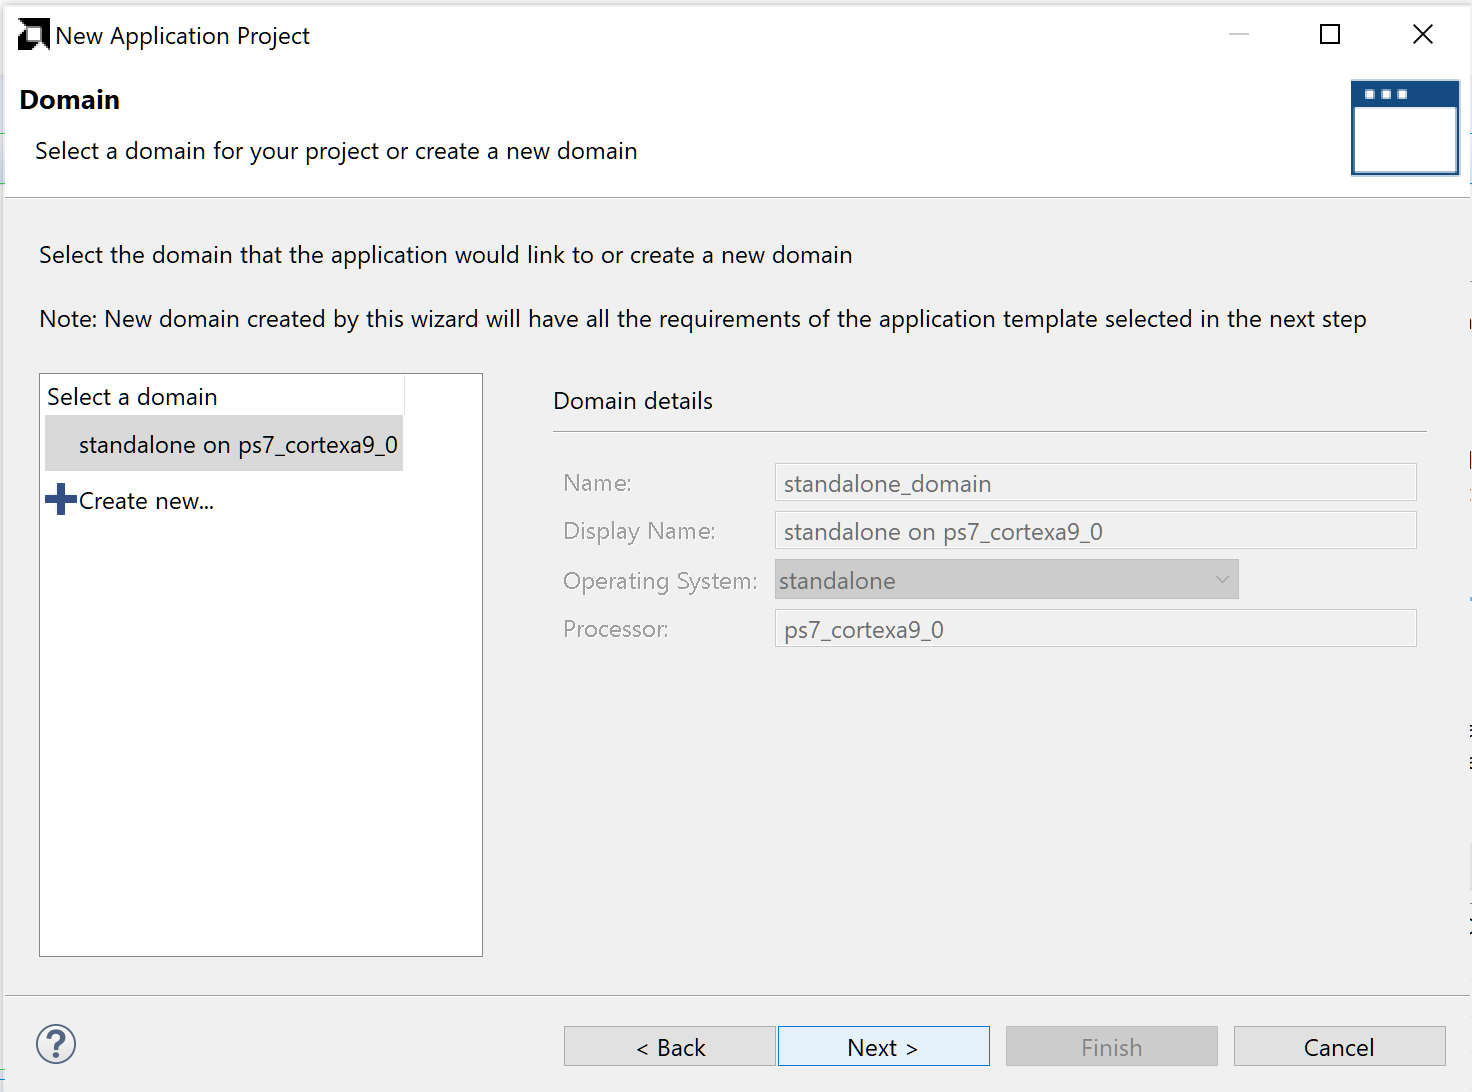 New Application Project
Domain
Select a domain for your project or create a new domain
Select the domain that the application would link to or create a new domain
Note: New domain created by this wizard will have all the requirements of the application template selected in the next step
Select a domain
standalone on ps7_cortexa9_0
Create new...
Domain details
Name: standalone_domain
Display Name: standalone on ps7_cortexa9_0
Operating System: standalone
Processor: ps7_cortexa9_0
?
< Back Next > Finish Cancel